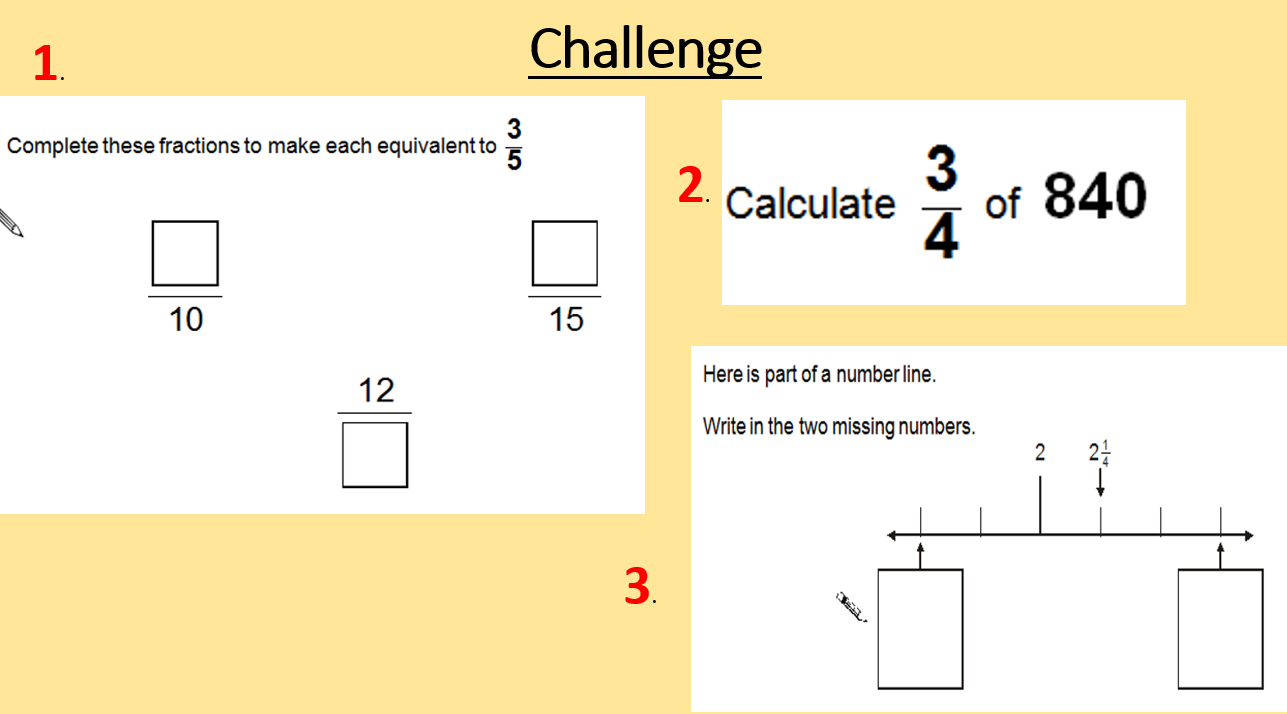 Challenge
1.
Complete these fractions to make each equivalent to 3/5
10
15
12
2. Calculate 3/4 of 840
3.
Here is part of a number line.
Write in the two missing numbers.
2 2 1/4